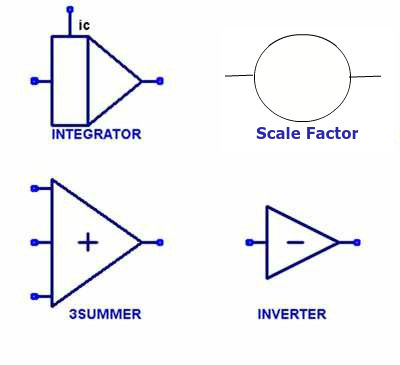 ic
INTEGRATOR
Scale Factor
+
3SUMMER
−
INVERTER